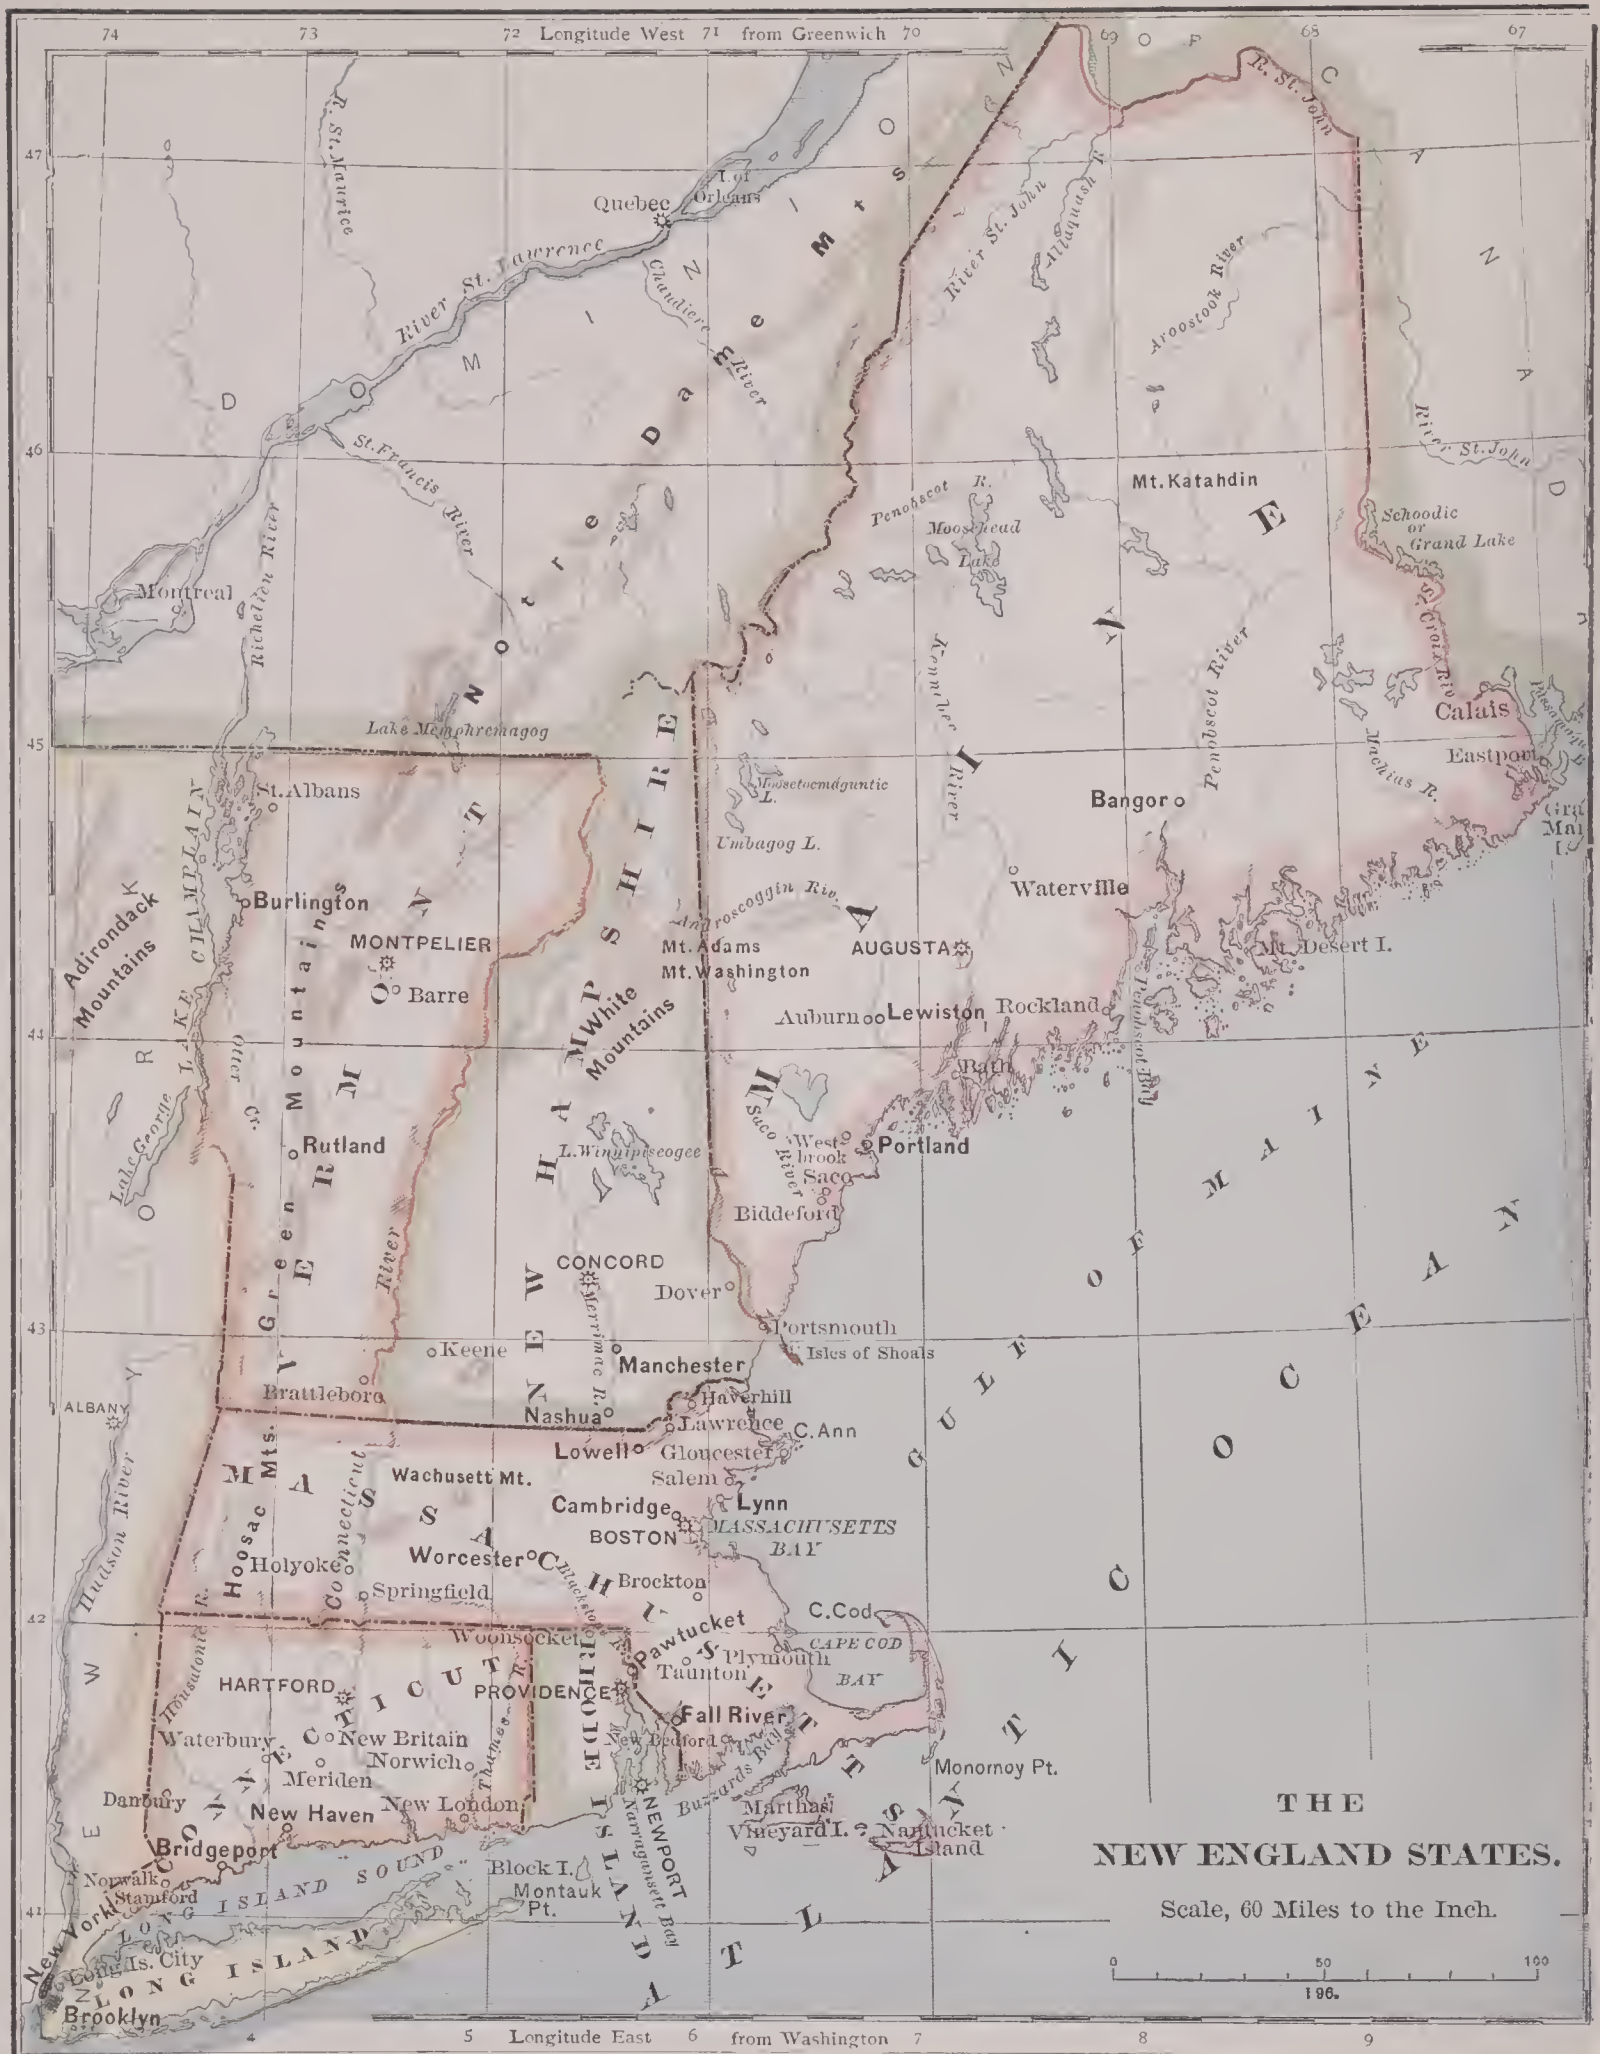 74 73 72 Longitude West 71 from Greenwich 70 69 68 67
DOMINION OF CANADA
R. St. John
R. St. Maurice
47
Quebec
I. of
Orleans
River St. Lawrence
Chaudiere River
Notre Dame Mts
River St. John
Allaguash R.
Aroostook River
River St. John
46
St. Francis River
Richelieu River
Montreal
Penobscot R.
Moosehead
Lake
Mt. Katahdin
Schoodic
or
Grand Lake
St. Croix Riv
Kennebec River
Penobscot River
MAINE
Calais
Eastport
Machias R.
45
Lake Memphremagog
St. Albans
LAKE CHAMPLAIN
Moosetocmaguntic
L.
Umbagog L.
Bangor
Waterville
Androscoggin Riv.
Mt. Adams
Mt. Washington
AUGUSTA
Mt. Desert I.
Adirondack
Mountains
Burlington
MONTPELIER
Barre
Green Mountains
VERMONT
NEW HAMPSHIRE
White
Mountains
Auburn
Lewiston
Rockland
Penobscot Bay
44
Otter Cr.
Bath
Lake George
Rutland
L. Winnipiseogee
Saco River
West-
brook
Portland
Saco
Biddeford
GULF OF MAINE
River
CONCORD
Merrimac R.
Dover
43
Portsmouth
Isles of Shoals
Keene
Manchester
Brattleboro
Nashua
Haverhill
ALBANY
Lawrence
C. Ann
Lowell
Gloucester
Salem
Hoosac Mts.
MASSACHUSETTS
Wachusett Mt.
Cambridge
Lynn
BOSTON
MASSACHUSETTS
BAY
Hudson River
Connecticut
Holyoke
Worcester
Springfield
Brockton
42
C. Cod
CAPE COD
BAY
Woonsocket
Pawtucket
Plymouth
Taunton
PROVIDENCE
Housatonic R.
HARTFORD
CONNECTICUT
Thames R.
RHODE ISLAND
Fall River
New Bedford
Buzzards Bay
Waterbury
New Britain
Norwich
Meriden
Monomoy Pt.
Danbury
New Haven
New London
NEWPORT
Narragansett Bay
Marthas
Vineyard I.
Nantucket
Island
Bridgeport
Norwalk
Stamford
LONG ISLAND SOUND
Block I.
Montauk
Pt.
41
NEW YORK
New York
Long Is. City
LONG ISLAND
Brooklyn
ATLANTIC OCEAN
THE
NEW ENGLAND STATES.
Scale, 60 Miles to the Inch.
0 50 100
196.
4 5 Longitude East 6 from Washington 7 8 9